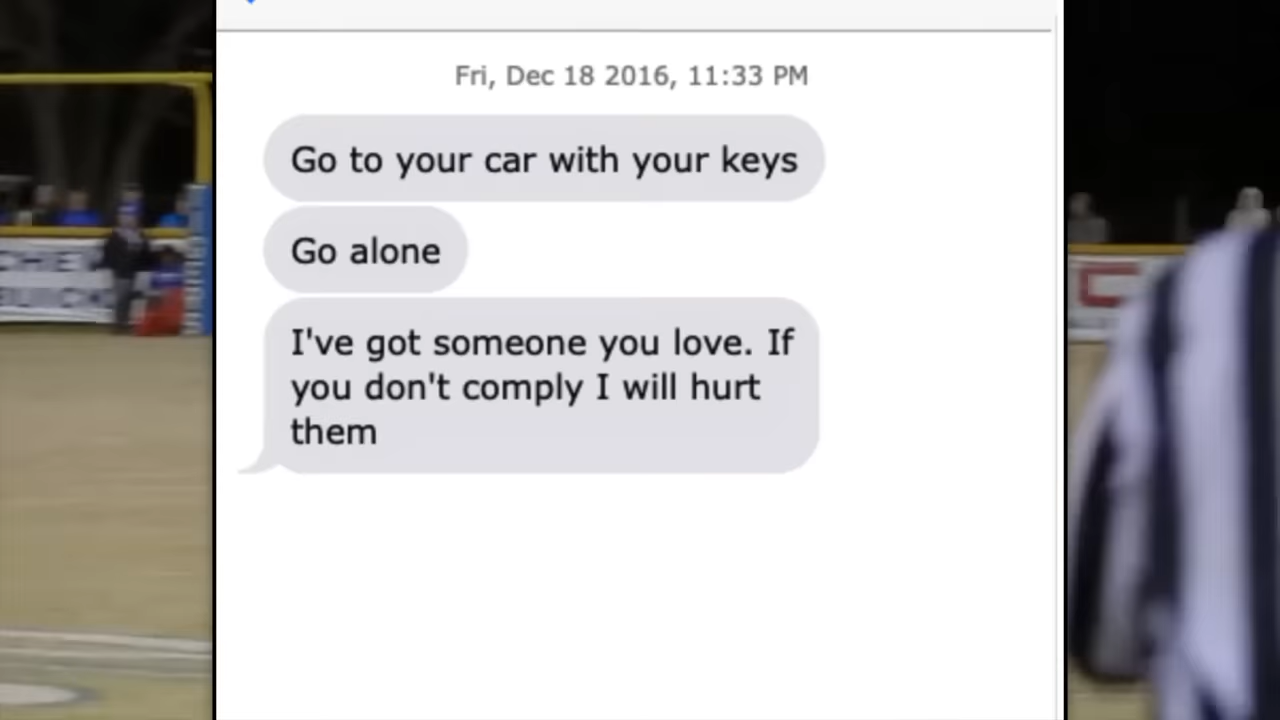 Fri, Dec 18 2016, 11:33 PM
Go to your car with your keys
Go alone
I've got someone you love. If
you don't comply I will hurt
them
BUICK